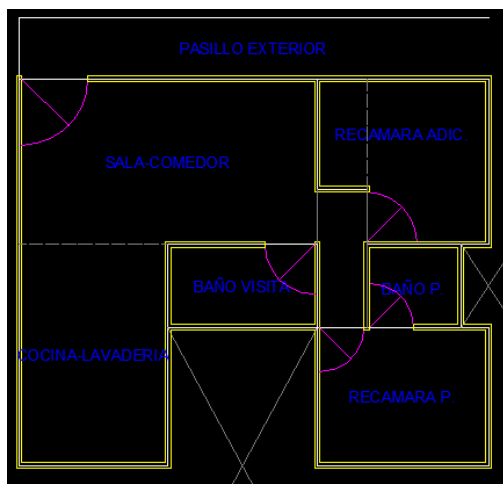 PASILLO EXTERIOR
RECAMARA ADIC.
SALA-COMEDOR
BAÑO VISITA
BAÑO P.
COCINA-LAVADERIA
RECAMARA P.